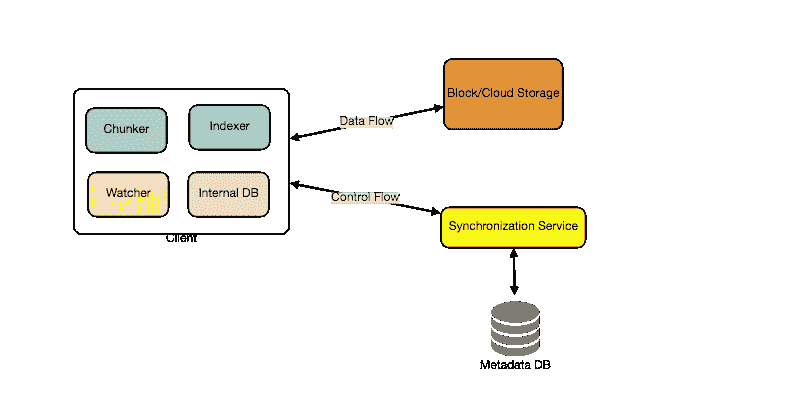 Block/Cloud Storage
Chunker
Indexer
Data Flow
Watcher
Internal DB
Control Flow
Client
Synchronization Service
Metadata DB